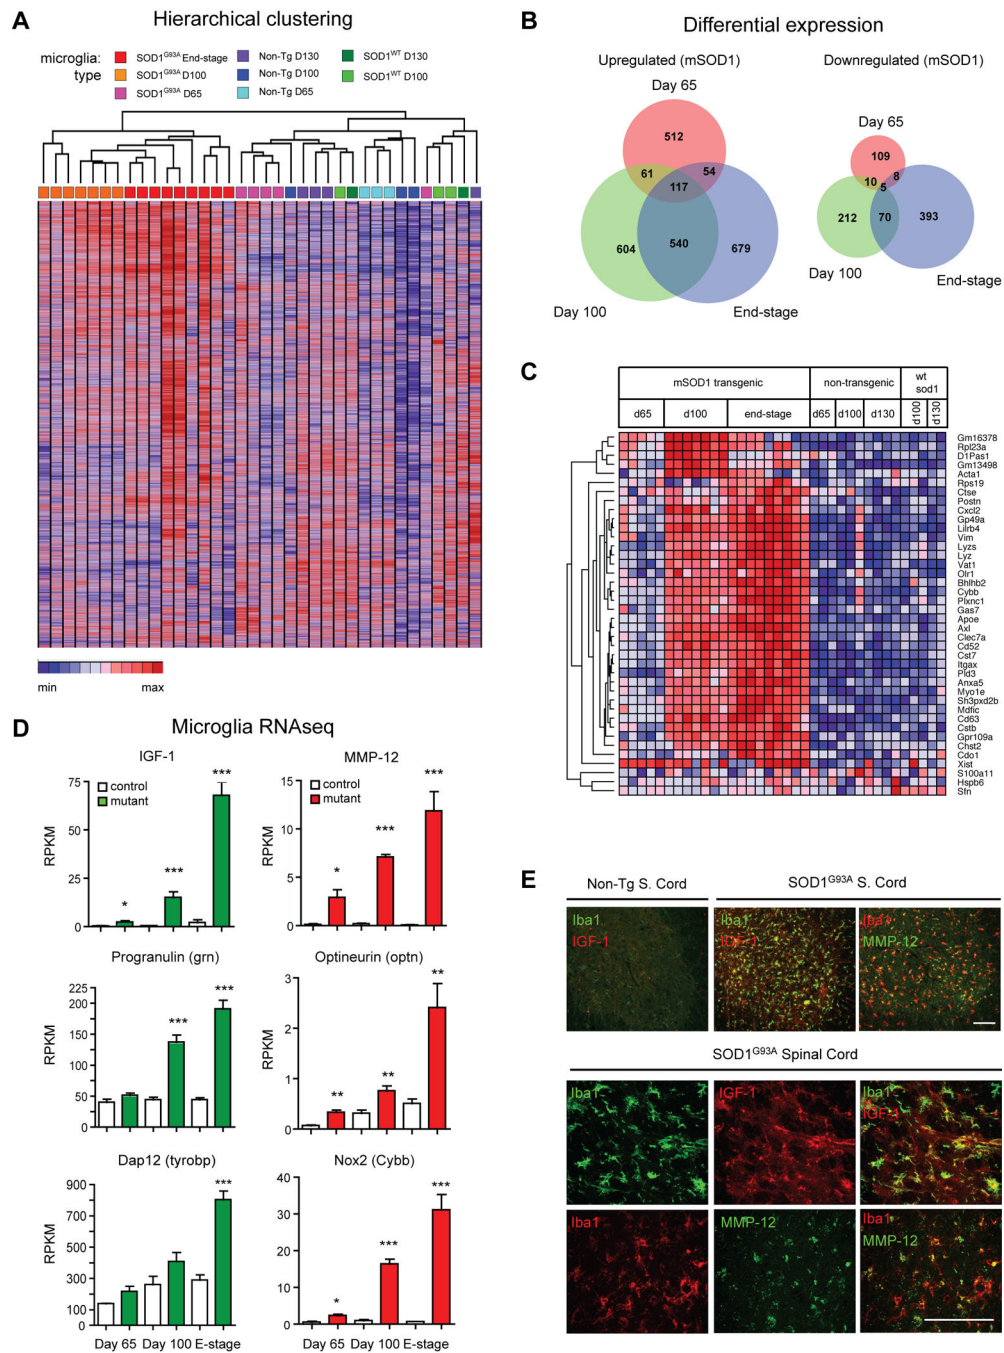 A
Hierarchical clustering
microglia:
type
SOD1G93A End-stage
SOD1G93A D100
SOD1G93A D65
Non-Tg D130
Non-Tg D100
Non-Tg D65
SOD1WT D130
SOD1WT D100
min
max
B
Differential expression
Upregulated (mSOD1)
Downregulated (mSOD1)
Day 65
512
61
54
117
604
540
679
Day 100
End-stage
Day 65
109
10
8
5
212
70
393
Day 100
End-stage
C
mSOD1 transgenic
non-transgenic
wt
sod1
d65
d100
end-stage
d65
d100
d130
d100
d130
Gm16378
Rpl23a
D1Pas1
Gm13498
Acta1
Rps19
Ctse
Postn
Cxcl2
Gp49a
Lilrb4
Vim
Lyzs
Lyz
Vat1
Olr1
Bhlhb2
Cybb
Plxnc1
Gas7
Apoe
Axl
Clec7a
Cd52
Cst7
Itgax
Pld3
Anxa5
Myo1e
Sh3pxd2b
Mdfic
Cd63
Cstb
Gpr109a
Chst2
Cdo1
Xist
S100a11
Hspb6
Sfn
D
Microglia RNAseq
IGF-1
control
mutant
RPKM
75
50
25
0
*
***
***
MMP-12
control
mutant
RPKM
15
10
5
0
*
***
***
Progranulin (grn)
RPKM
225
200
150
100
50
25
0
***
***
Optineurin (optn)
RPKM
3
2
1
0
**
**
**
Dap12 (tyrobp)
RPKM
900
750
600
450
300
100
0
***
Day 65 Day 100 E-stage
Nox2 (Cybb)
RPKM
40
30
20
10
0
*
***
***
Day 65 Day 100 E-stage
E
Non-Tg S. Cord
SOD1G93A S. Cord
Iba1
IGF-1
Iba1
IGF-1
Iba1
MMP-12
SOD1G93A Spinal Cord
Iba1
IGF-1
Iba1
IGF-1
Iba1
MMP-12
Iba1
MMP-12